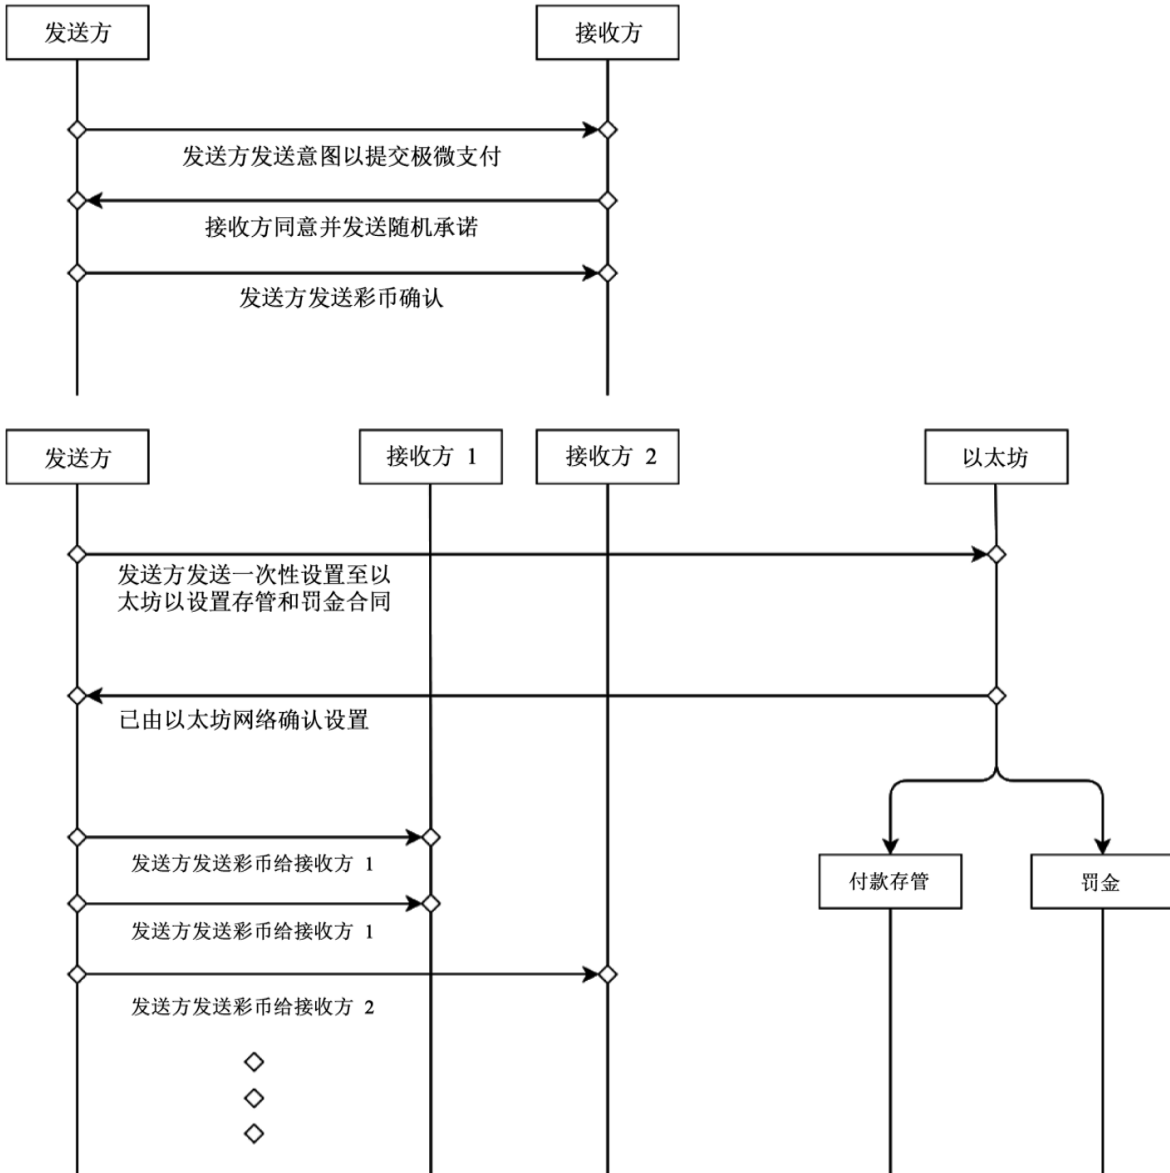 发送方
接收方
发送方发送意图以提交极微支付
接收方同意并发送随机承诺
发送方发送彩币确认
发送方
接收方 1
接收方 2
以太坊
发送方发送一次性设置至以
太坊以设置存管和罚金合同
已由以太坊网络确认设置
发送方发送彩币给接收方 1
付款存管
罚金
发送方发送彩币给接收方 1
发送方发送彩币给接收方 2